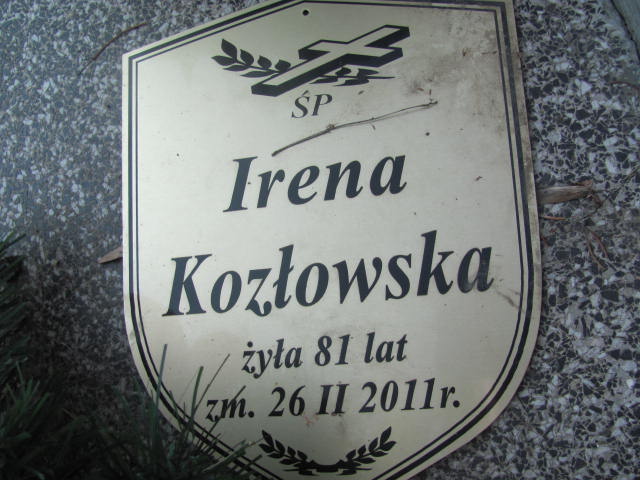 ŚP
Irena
Kozłowska
żyła 81 lat
zm. 26 II 2011r.